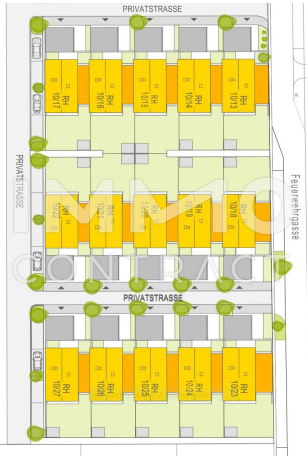 PRIVATSTRASSE
RH 10/17
RH 10/16
RH 10/15
RH 10/14
RH 10/13
PRIVATSTRASSE
Feuerwehrgasse
RH 10/22
RH 10/21
RH 10/20
RH 10/19
RH 10/18
IMMO
CONTRACT
PRIVATSTRASSE
RH 10/27
RH 10/26
RH 10/25
RH 10/24
RH 10/23